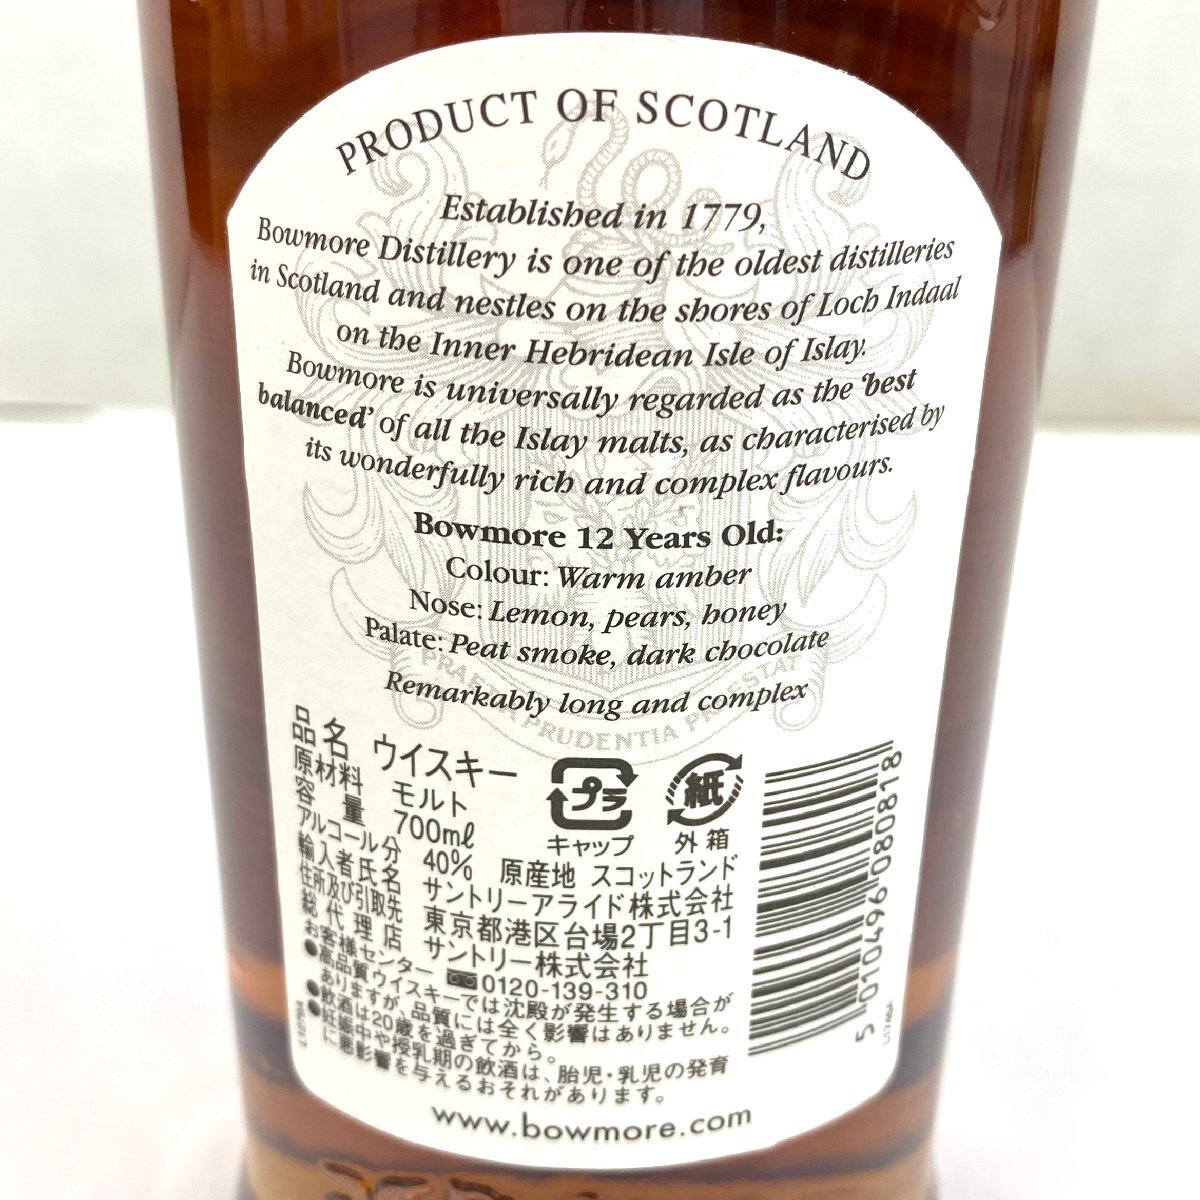 PRODUCT OF SCOTLAND
Established in 1779,
Bowmore Distillery is one of the oldest distilleries
in Scotland and nestles on the shores of Loch Indaal
on the Inner Hebridean Isle of Islay.
Bowmore is universally regarded as the 'best
balanced' of all the Islay malts, as characterised by
its wonderfully rich and complex flavours.
Bowmore 12 Years Old:
Colour: Warm amber
Nose: Lemon, pears, honey
Palate: Peat smoke, dark chocolate
Remarkably long and complex
PRUDENTIA
品名 ウイスキー
原材料 モルト
容量 700mℓ
アルコール分 40% 原産地 スコットランド
輸入者氏名 サントリーアライド株式会社
住所及び引取先 東京都港区台場2丁目3-1
総代理店 サントリー株式会社
お客様センター 0120-139-310
●高品質ウイスキーでは沈殿が発生する場合が
ありますが、品質には全く影響はありません。
●飲酒は20歳を過ぎてから。
●妊娠中や授乳期の飲酒は、胎児・乳児の発育
に悪影響を与えるおそれがあります。
プラ
キャップ
紙
外箱
5 010496 080818
www.bowmore.com